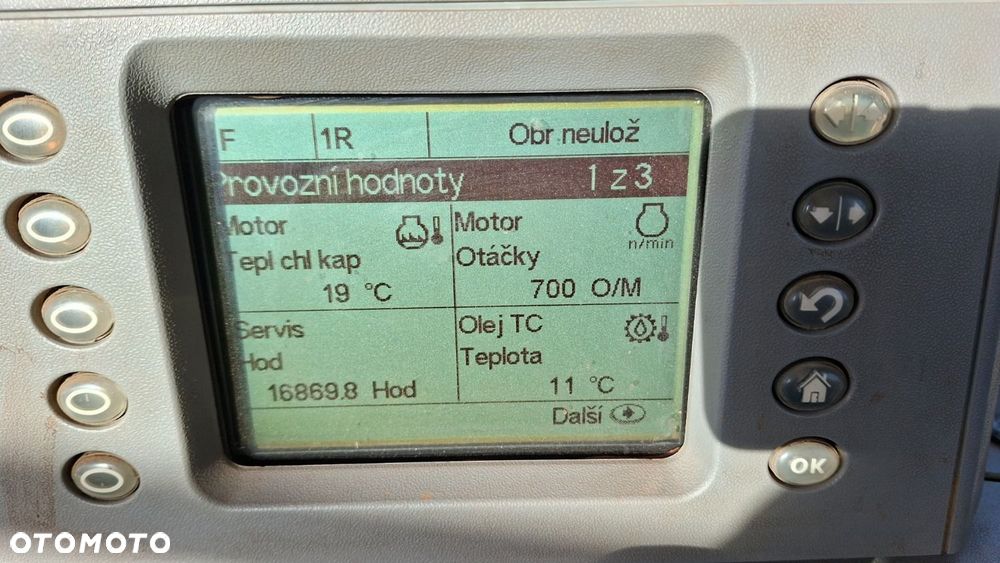 F 1R Obr neulož
Provozní hodnoty 1 z 3
Motor Motor
n/min
Tepl chl kap Otáčky
19 °C 700 O/M
Servis Olej TC
Hod Teplota
16869.8 Hod 11 °C
Další
OK
OTOMOTO